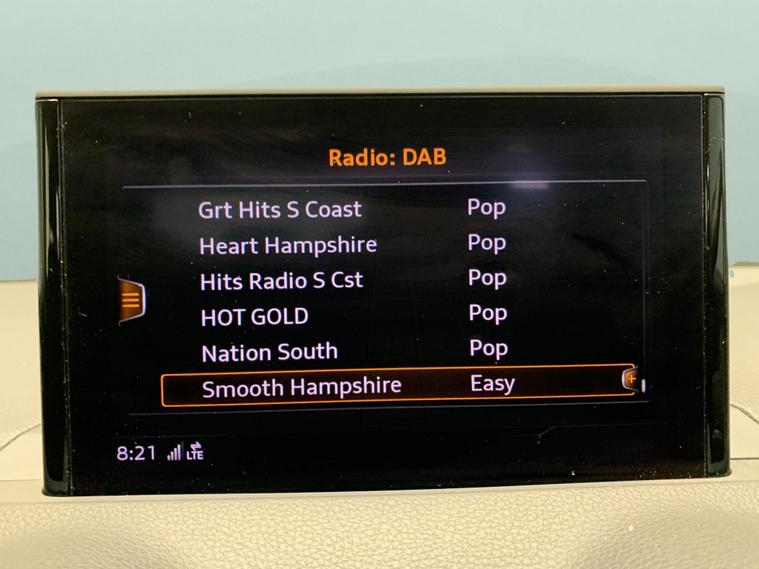 Radio: DAB
Grt Hits S Coast Pop
Heart Hampshire Pop
Hits Radio S Cst Pop
HOT GOLD Pop
Nation South Pop
Smooth Hampshire Easy
8:21 LTE